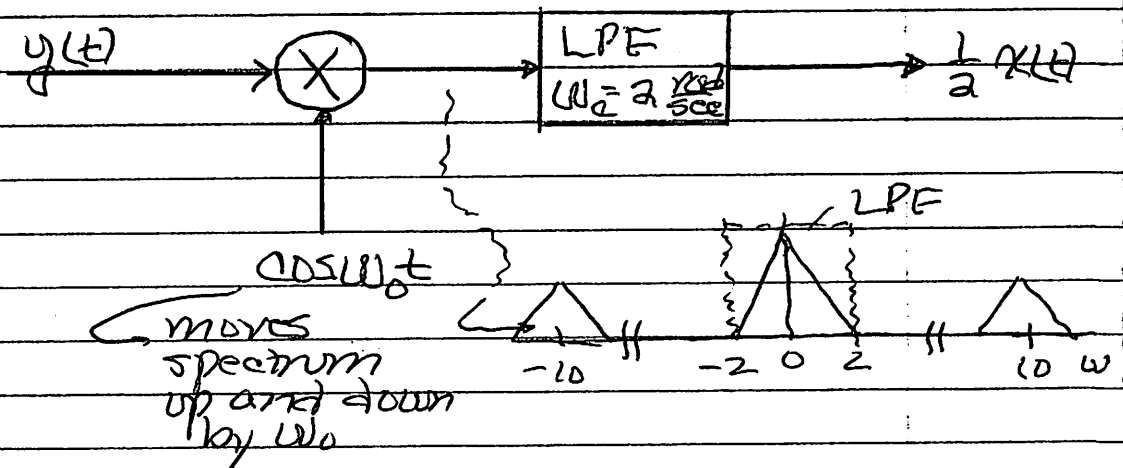 y(t)
X
LPF
ωc = 2 rad/sec
1/2 x(t)
LPF
cos ω₀t
moves
spectrum
up and down
by ω₀
-10 -2 0 2 10 ω